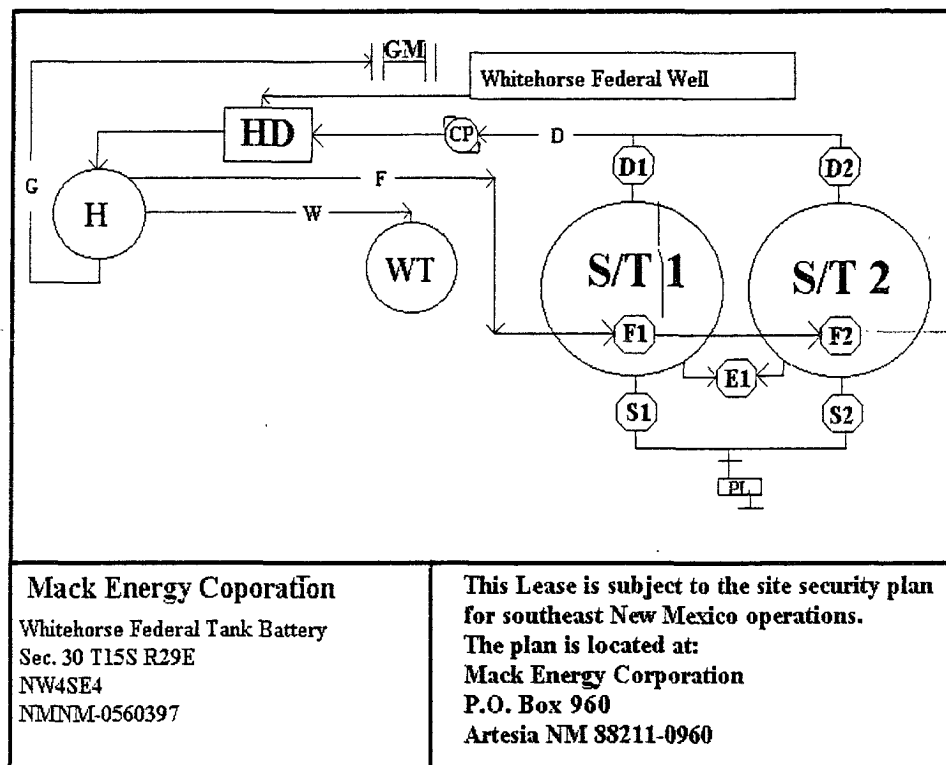 GM
Whitehorse Federal Well
HD
CP
D
D1
D2
G
F
H
W
WT
S/T 1
S/T 2
F1
F2
E1
S1
S2
PL
Mack Energy Coporation
Whitehorse Federal Tank Battery
Sec. 30 T15S R29E
NW4SE4
NMNM-0560397
This Lease is subject to the site security plan
for southeast New Mexico operations.
The plan is located at:
Mack Energy Corporation
P.O. Box 960
Artesia NM 88211-0960